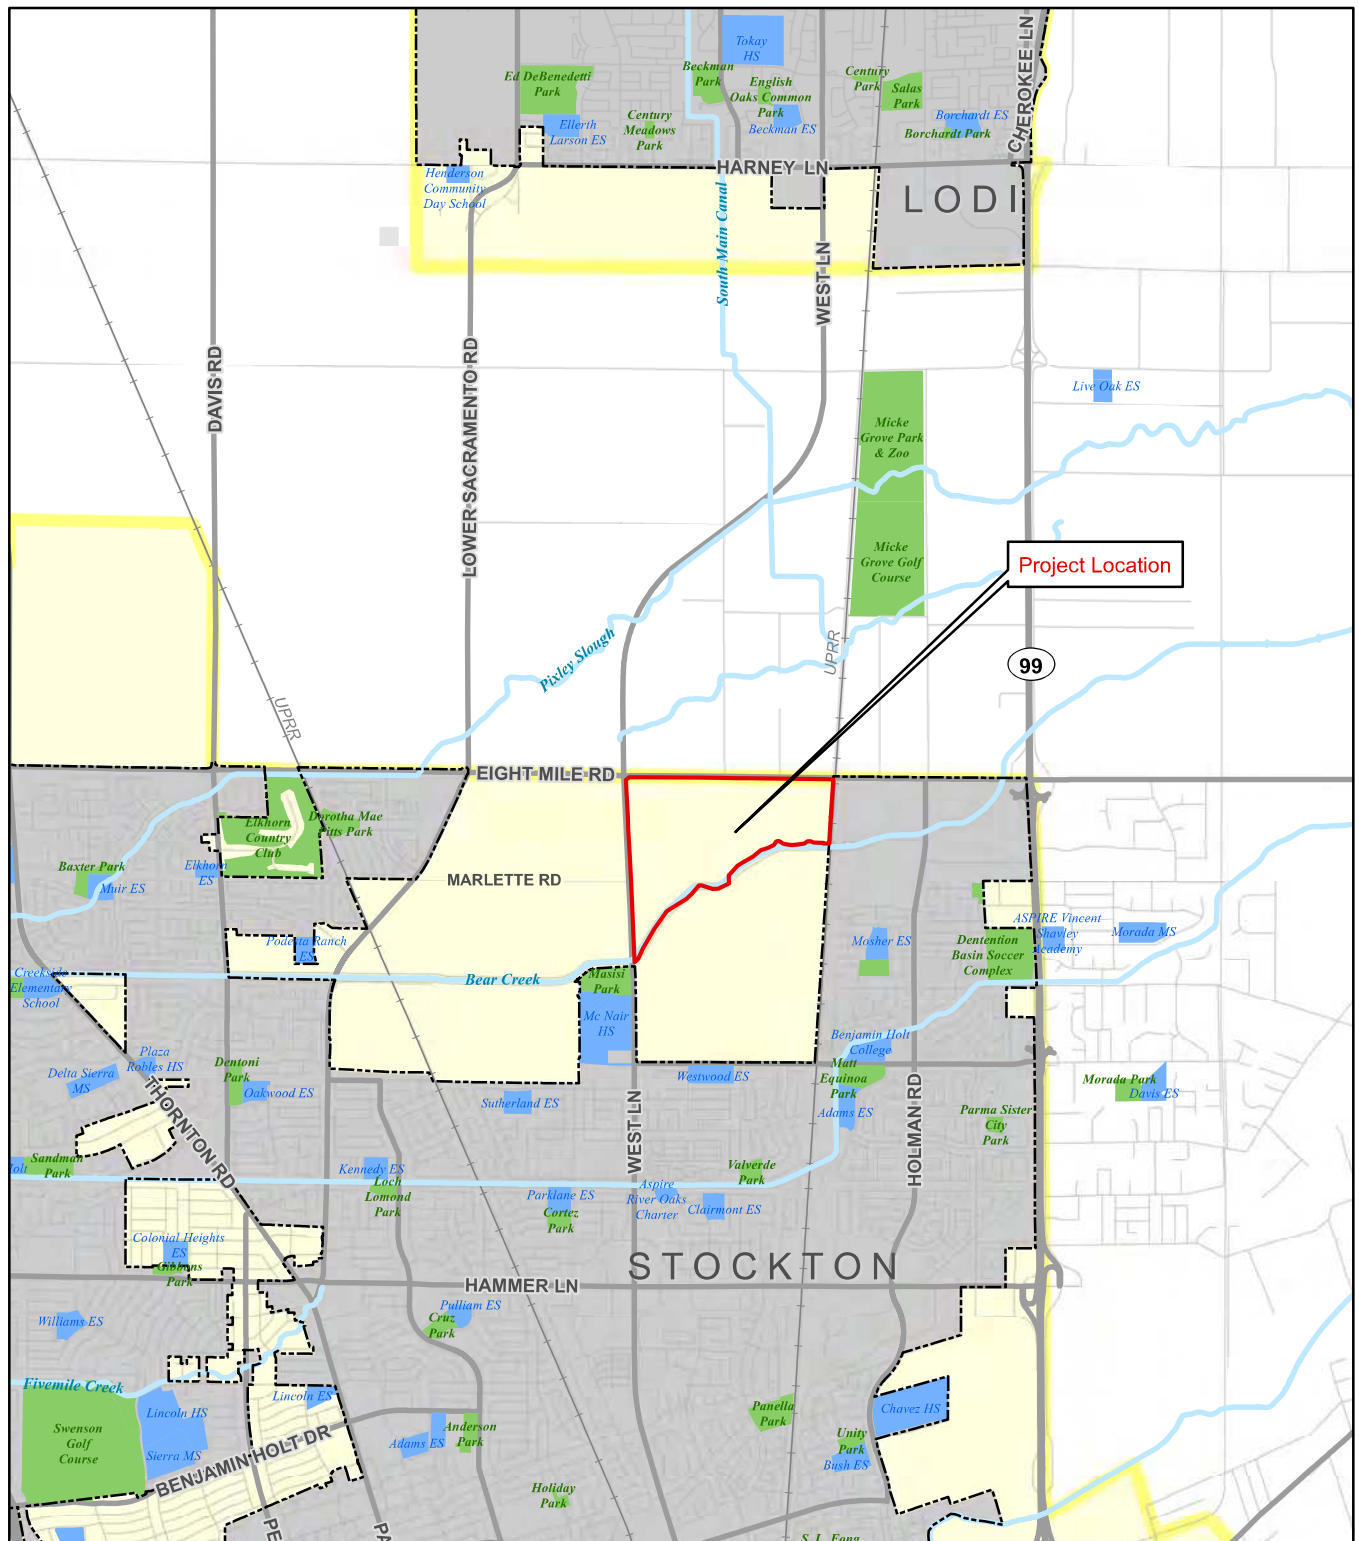 Tokay
HS
CHEROKEE LN
Ed DeBenedetti
Park
Beckman
Park
English
Oaks Common
Park
Century
Park
Salas
Park
Ellerth
Larson ES
Century
Meadows
Park
Beckman ES
Borchardt ES
Borchardt Park
HARNEY LN
Henderson
Community
Day School
LODI
South Main Canal
WEST LN
DAVIS RD
LOWER SACRAMENTO RD
Live Oak ES
Micke
Grove Park
& Zoo
Micke
Grove Golf
Course
Project Location
Pixley Slough
UPRR
99
UPRR
EIGHT MILE RD
Elkhorn
Country
Club
Dorotha Mae
Pitts Park
Baxter Park
Muir ES
Elkhorn
ES
MARLETTE RD
Podesta Ranch
ES
Mosher ES
Dentention
Basin Soccer
Complex
ASPIRE Vincent
Shavley
Academy
Morada MS
Creekside
Elementary
School
Bear Creek
Masisi
Park
Mc Nair
HS
Benjamin Holt
College
Plaza
Robles HS
Delta Sierra
MS
Dentoni
Park
Oakwood ES
Sutherland ES
Westwood ES
Matt
Equinoa
Park
Adams ES
Morada Park
Davis ES
THORNTON RD
WEST LN
HOLMAN RD
Parma Sister
City
Park
Holt
Sandman
Park
Kennedy ES
Loch
Lomond
Park
Parklane ES
Cortez
Park
Aspire
River Oaks
Charter
Valverde
Park
Clairmont ES
Colonial Heights
ES
Gibbons
Park
STOCKTON
HAMMER LN
Williams ES
Pulliam ES
Cruz
Park
Fivemile Creek
Lincoln HS
Sierra MS
Lincoln ES
Swenson
Golf
Course
BENJAMIN HOLT DR
Adams ES
Anderson
Park
Panella
Park
Chavez HS
Unity
Park
Bush ES
Holiday
Park
PE
PA
S. L. Fong